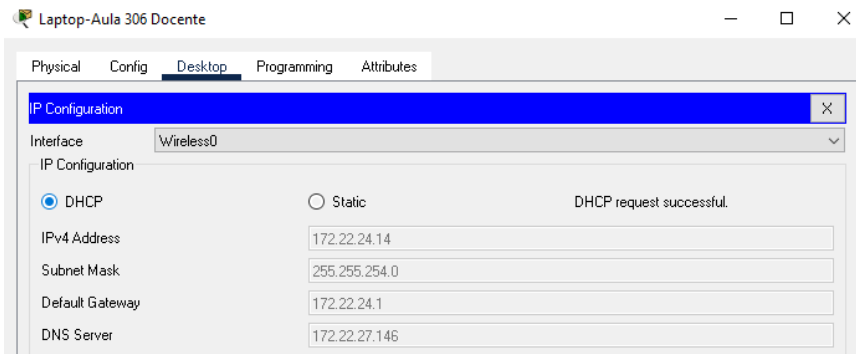 Laptop-Aula 306 Docente
Physical Config Desktop Programming Attributes
IP Configuration X
Interface Wireless0
IP Configuration
DHCP Static DHCP request successful.
IPv4 Address 172.22.24.14
Subnet Mask 255.255.254.0
Default Gateway 172.22.24.1
DNS Server 172.22.27.146